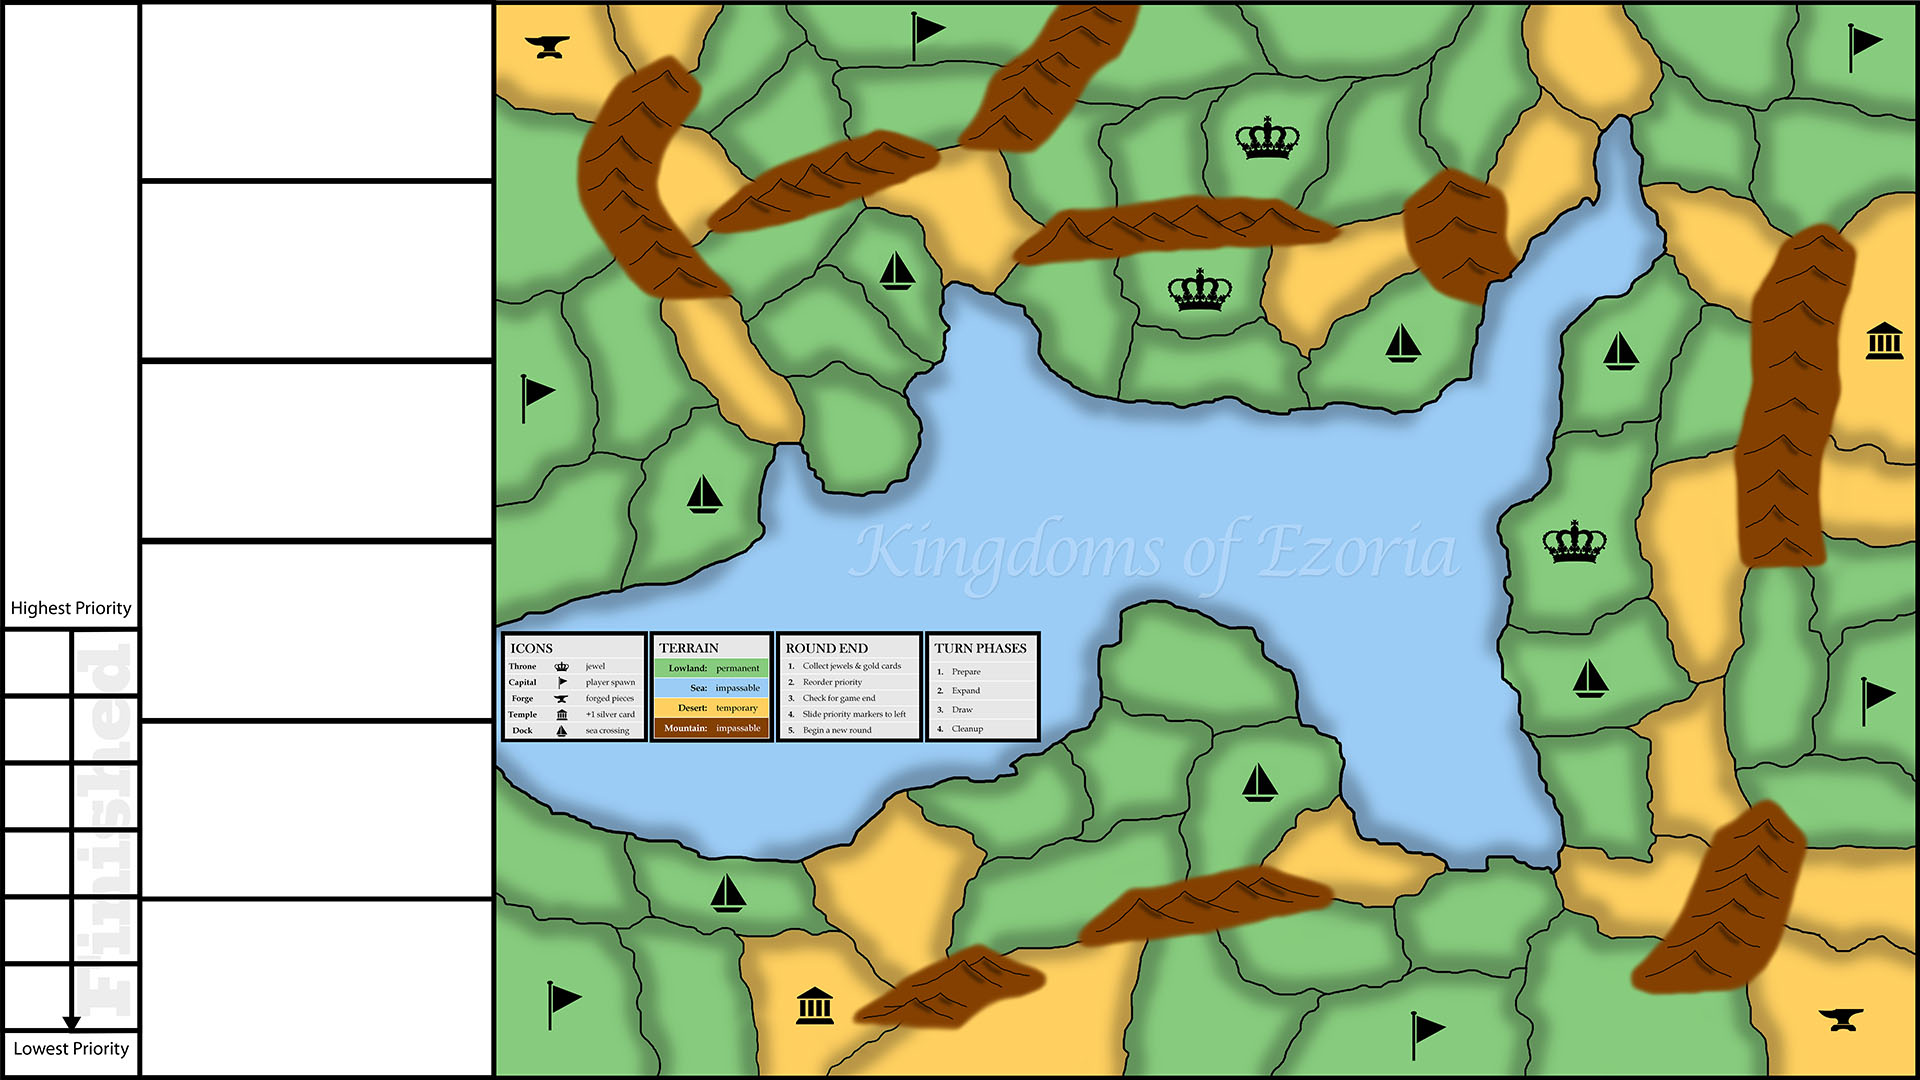 Kingdoms of Ezoria
Highest Priority
Finished
Lowest Priority
ICONS
Throne jewel
Capital player spawn
Forge forged pieces
Temple +1 silver card
Dock sea crossing
TERRAIN
Lowland: permanent
Sea: impassable
Desert: temporary
Mountain: impassable
ROUND END
1. Collect jewels & gold cards
2. Reorder priority
3. Check for game end
4. Slide priority markers to left
5. Begin a new round
TURN PHASES
1. Prepare
2. Expand
3. Draw
4. Cleanup